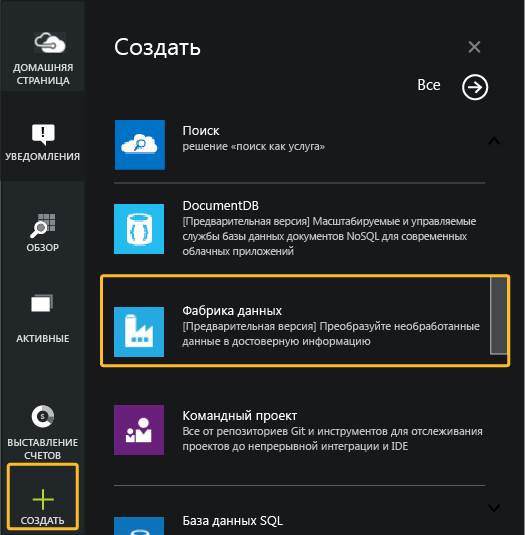 ДОМАШНЯЯ
СТРАНИЦА
УВЕДОМЛЕНИЯ
ОБЗОР
АКТИВНЫЕ
ВЫСТАВЛЕНИЕ
СЧЕТОВ
СОЗДАТЬ
Создать
Все
Поиск
решение «поиск как услуга»
DocumentDB
[Предварительная версия] Масштабируемые и управляемые
службы базы данных документов NoSQL для современных
облачных приложений
Фабрика данных
[Предварительная версия] Преобразуйте необработанные
данные в достоверную информацию
Командный проект
Все от репозиториев Git и инструментов для отслеживания
проектов до непрерывной интеграции и IDE
База данных SQL